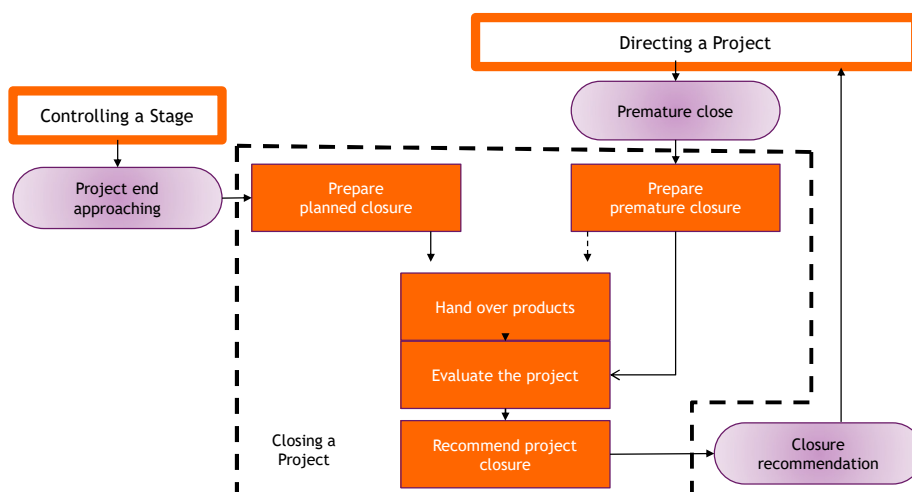 Directing a Project
Premature close
Controlling a Stage
Project end
approaching
Prepare
planned closure
Prepare
premature closure
Hand over products
Evaluate the project
Closing a
Project
Recommend project
closure
Closure
recommendation